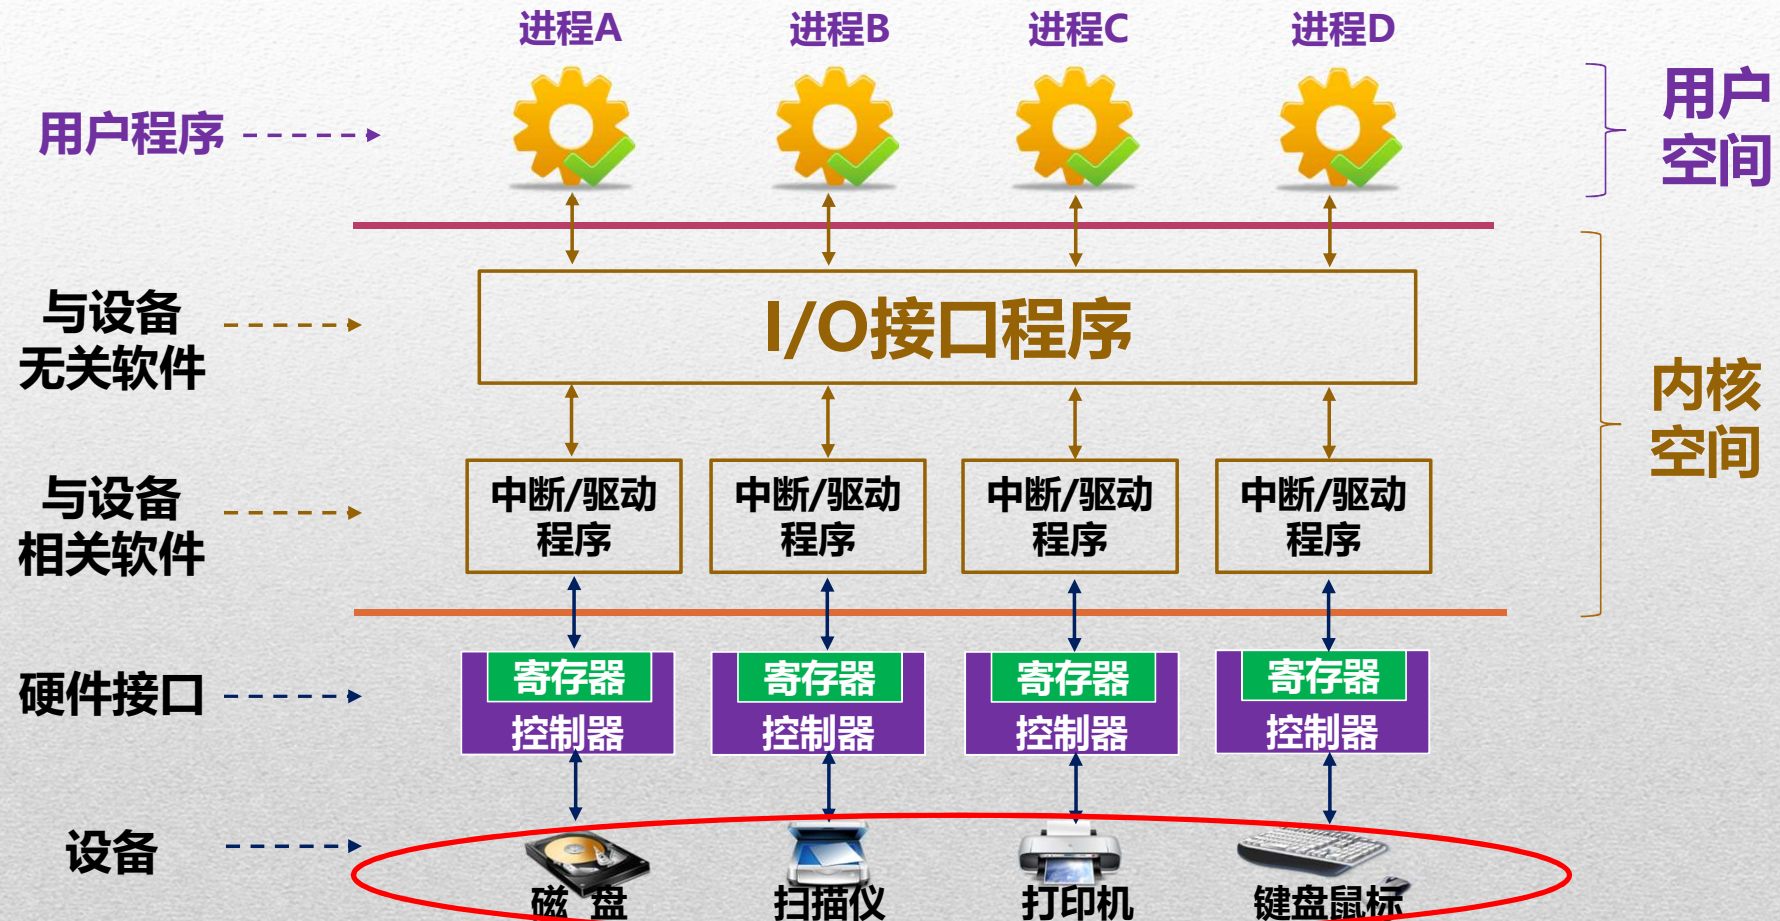 进程A
进程B
进程C
进程D
用户程序
用户
空间
与设备
无关软件
I/O接口程序
内核
空间
与设备
相关软件
中断/驱动
程序
中断/驱动
程序
中断/驱动
程序
中断/驱动
程序
硬件接口
寄存器
控制器
寄存器
控制器
寄存器
控制器
寄存器
控制器
设备
磁 盘
扫描仪
打印机
键盘鼠标